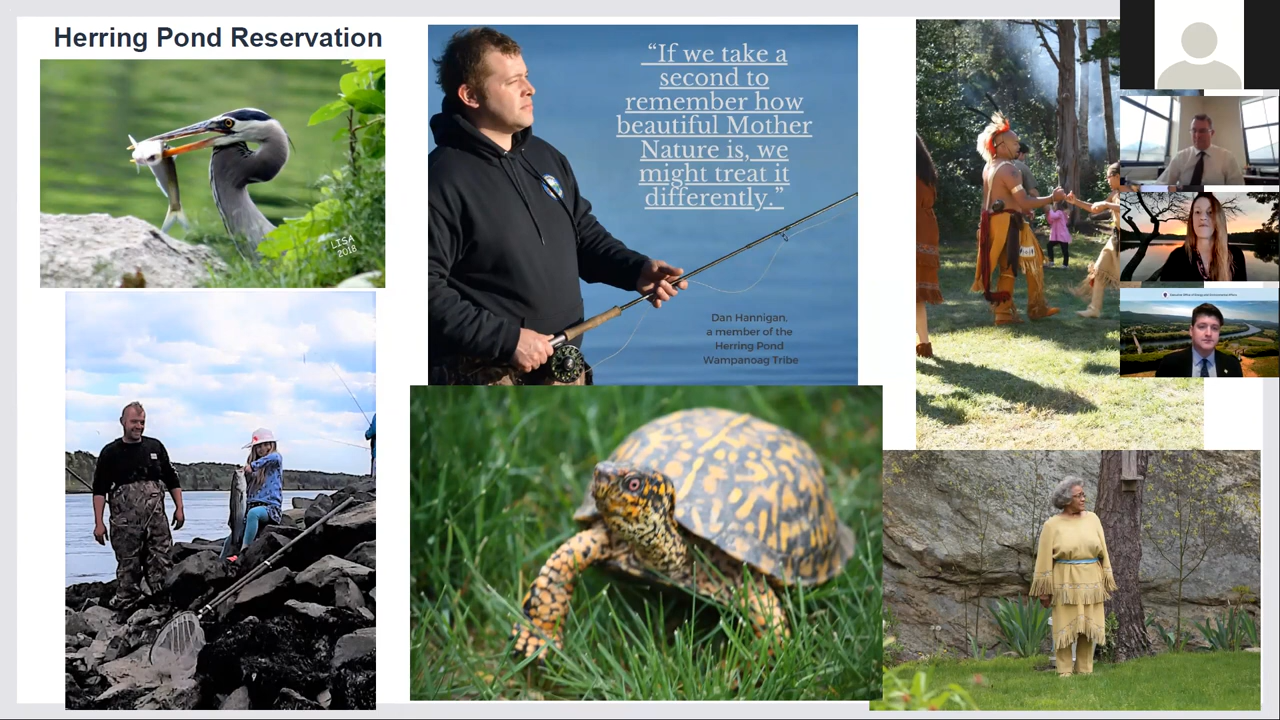 Herring Pond Reservation
LISA
2018
“If we take a
second to
remember how
beautiful Mother
Nature is, we
might treat it
differently.”
Dan Hannigan,
a member of the
Herring Pond
Wampanoag Tribe